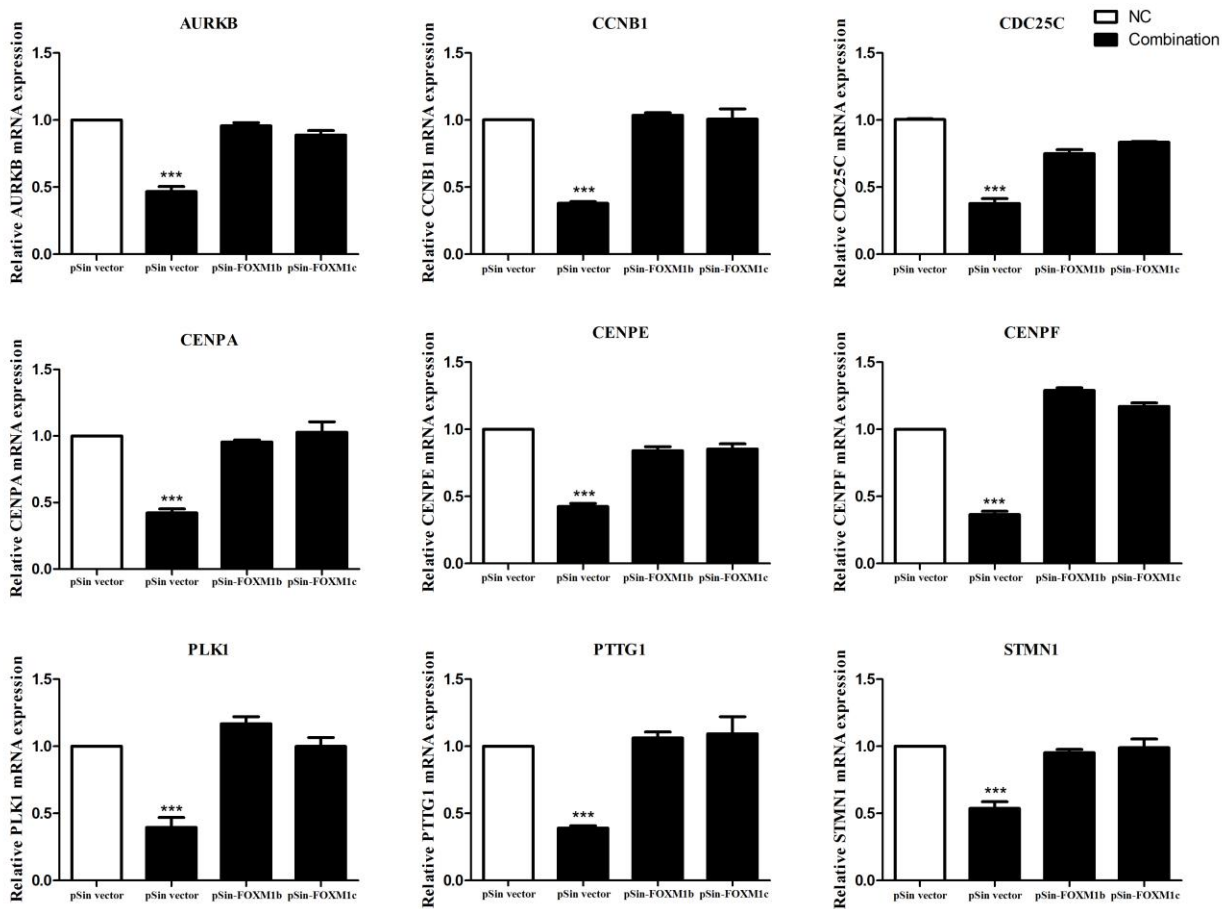 AURKB
Relative AURKB mRNA expression
1.5
1.0
0.5
0.0
***
pSin vector pSin vector pSin-FOXM1b pSin-FOXM1c
CCNB1
Relative CCNB1 mRNA expression
1.5
1.0
0.5
0.0
***
pSin vector pSin vector pSin-FOXM1b pSin-FOXM1c
CDC25C
NC
Combination
Relative CDC25C mRNA expression
1.5
1.0
0.5
0.0
***
pSin vector pSin vector pSin-FOXM1b pSin-FOXM1c
CENPA
Relative CENPA mRNA expression
1.5
1.0
0.5
0.0
***
pSin vector pSin vector pSin-FOXM1b pSin-FOXM1c
CENPE
Relative CENPE mRNA expression
1.5
1.0
0.5
0.0
***
pSin vector pSin vector pSin-FOXM1b pSin-FOXM1c
CENPF
Relative CENPF mRNA expression
1.5
1.0
0.5
0.0
***
pSin vector pSin vector pSin-FOXM1b pSin-FOXM1c
PLK1
Relative PLK1 mRNA expression
1.5
1.0
0.5
0.0
***
pSin vector pSin vector pSin-FOXM1b pSin-FOXM1c
PTTG1
Relative PTTG1 mRNA expression
1.5
1.0
0.5
0.0
***
pSin vector pSin vector pSin-FOXM1b pSin-FOXM1c
STMN1
Relative STMN1 mRNA expression
1.5
1.0
0.5
0.0
***
pSin vector pSin vector pSin-FOXM1b pSin-FOXM1c